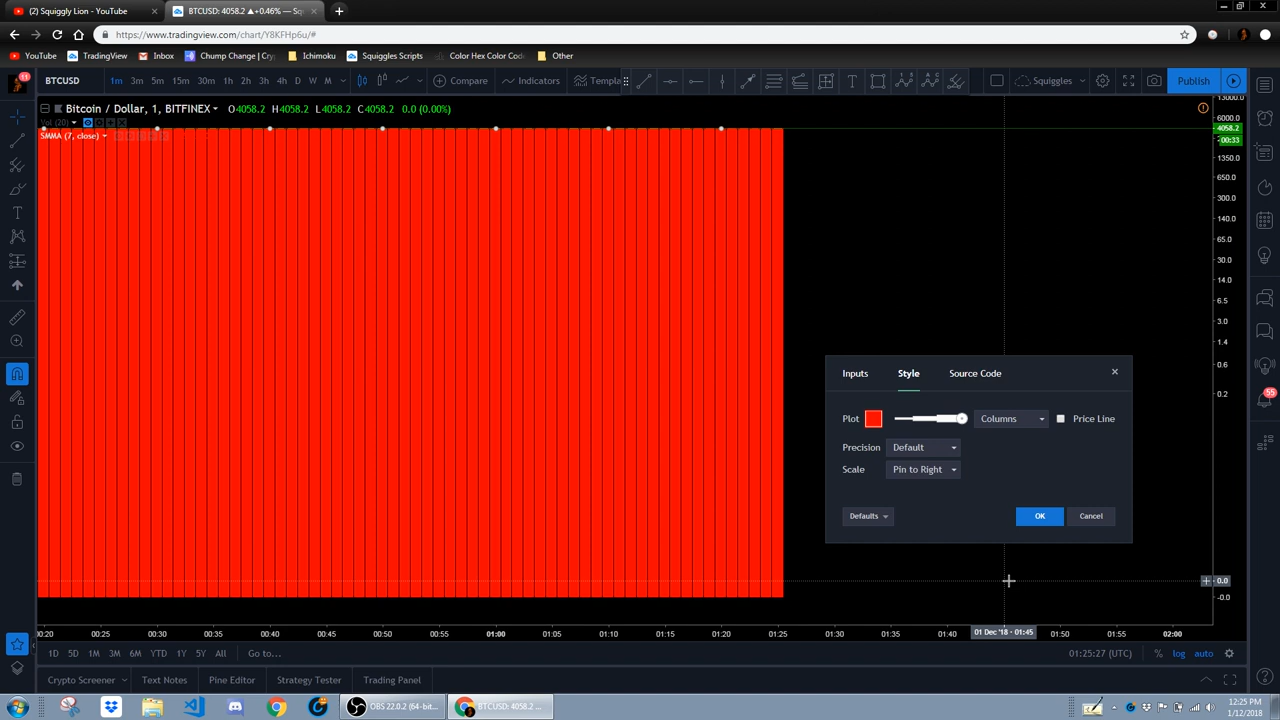 (2) Squiggly Lion - YouTube × BTCUSD: 4058.2 ▲+0.46% — Sq ×
https://www.tradingview.com/chart/Y8KFHp6u/#
YouTube TradingView Inbox Chump Change | Cry Ichimoku Squiggles Scripts Color Hex Color Code Other
11 BTCUSD 1m 3m 5m 15m 30m 1h 2h 3h 4h D W M Compare Indicators Templa Squiggles Publish
Bitcoin / Dollar, 1, BITFINEX O4058.2 H4058.2 L4058.2 C4058.2 0.0 (0.00%)
Vol (20)
SMMA (7, close)
13000.0
6000.0
4058.2
-00:33
1350.0
650.0
300.0
140.0
65.0
30.0
14.0
6.5
3.0
1.4
0.6
0.2
0.0
-0.0
55
Inputs Style Source Code ×
Plot Columns Price Line
Precision Default
Scale Pin to Right
Defaults OK Cancel
00:20 00:25 00:30 00:35 00:40 00:45 00:50 00:55 01:00 01:05 01:10 01:15 01:20 01:25 01:30 01:35 01:40 01 Dec '18 - 01:45 01:50 01:55 02:00
1D 5D 1M 3M 6M YTD 1Y 5Y All Go to... 01:25:27 (UTC) % log auto
Crypto Screener Text Notes Pine Editor Strategy Tester Trading Panel
OBS 22.0.2 (64-bit... BTCUSD: 4058.2 ... 12:25 PM
1/12/2018